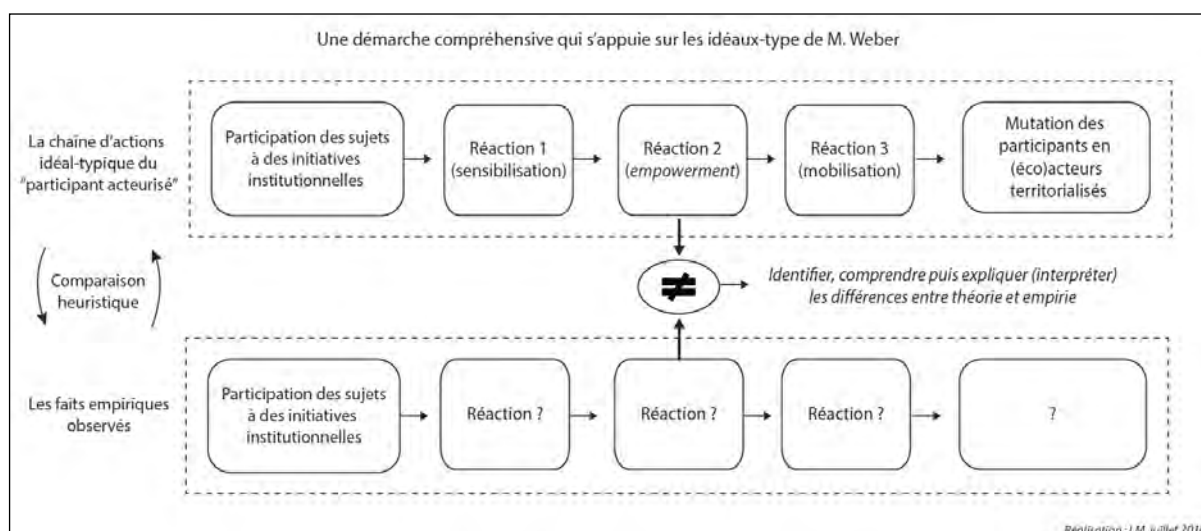 Une démarche compréhensive qui s'appuie sur les idéaux-type de M. Weber
La chaîne d'actions
idéal-typique du
"participant acteurisé"
Participation des sujets
à des initiatives
institutionnelles
Réaction 1
(sensibilisation)
Réaction 2
(empowerment)
Réaction 3
(mobilisation)
Mutation des
participants en
(éco)acteurs
territorialisés
Comparaison
heuristique
≠
Identifier, comprendre puis expliquer (interpréter)
les différences entre théorie et empirie
Les faits empiriques
observés
Participation des sujets
à des initiatives
institutionnelles
Réaction ?
Réaction ?
Réaction ?
?
Réalisation : J.M. juillet